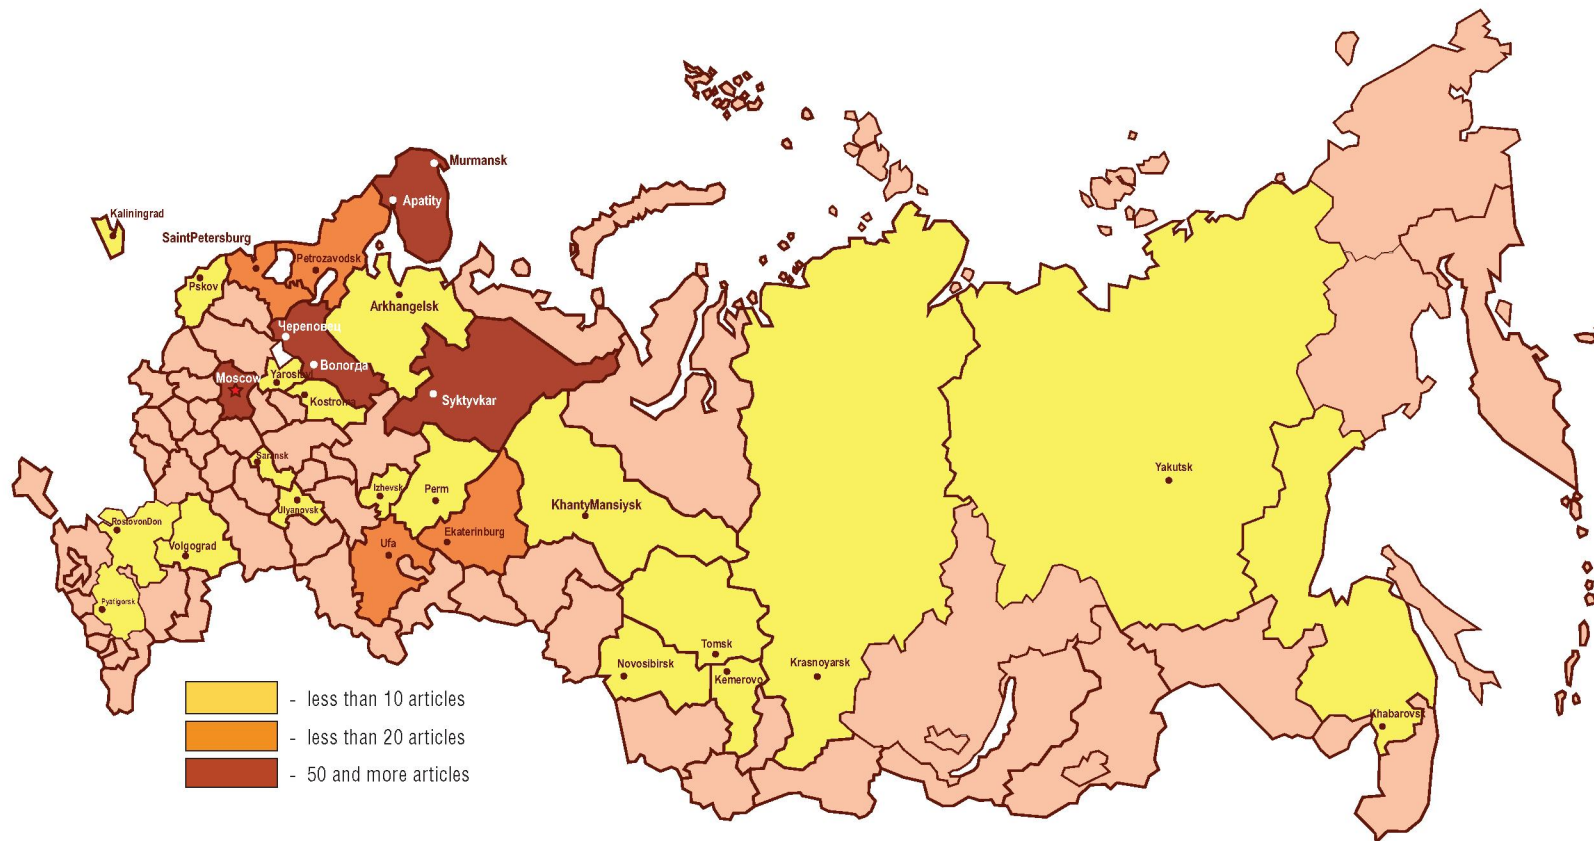 Murmansk
Apatity
Kaliningrad
SaintPetersburg
Petrozavodsk
Pskov
Arkhangelsk
Череповец
Вологда
Moscow
Yaroslavl
Kostroma
Syktyvkar
Saransk
Izhevsk
Perm
Ulyanovsk
KhantyMansiysk
Yakutsk
RostovonDon
Volgograd
Ufa
Ekaterinburg
Pyatigorsk
Tomsk
Novosibirsk
Kemerovo
Krasnoyarsk
Khabarovsk
- less than 10 articles
- less than 20 articles
- 50 and more articles